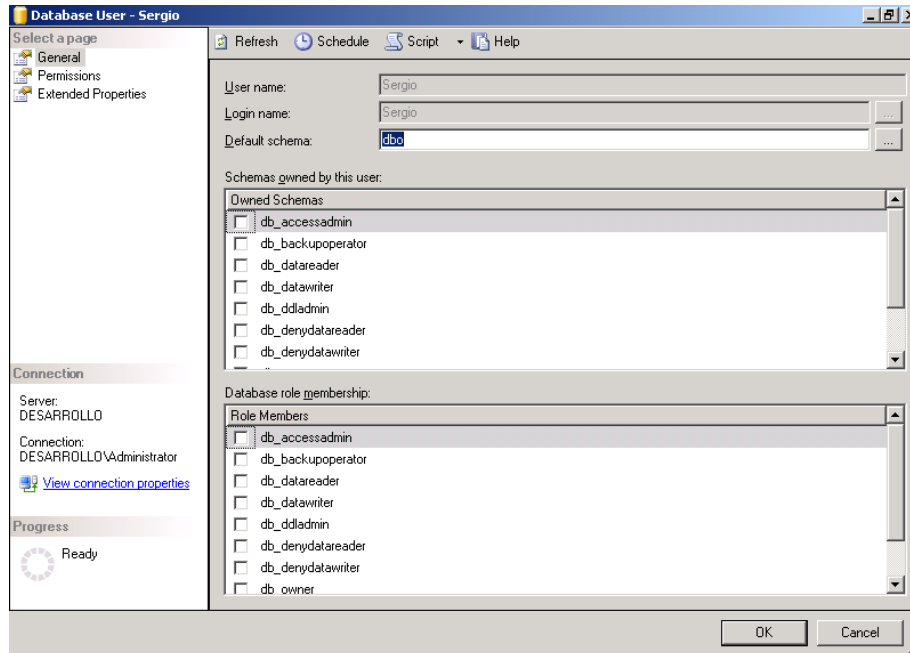 Database User - Sergio
Select a page
General
Permissions
Extended Properties
Refresh Schedule Script Help
User name: Sergio
Login name: Sergio ...
Default schema: dbo ...
Schemas owned by this user:
Owned Schemas
db_accessadmin
db_backupoperator
db_datareader
db_datawriter
db_ddladmin
db_denydatareader
db_denydatawriter
Connection
Server:
DESARROLLO
Connection:
DESARROLLO\Administrator
View connection properties
Progress
Ready
Database role membership:
Role Members
db_accessadmin
db_backupoperator
db_datareader
db_datawriter
db_ddladmin
db_denydatareader
db_denydatawriter
db_owner
OK Cancel